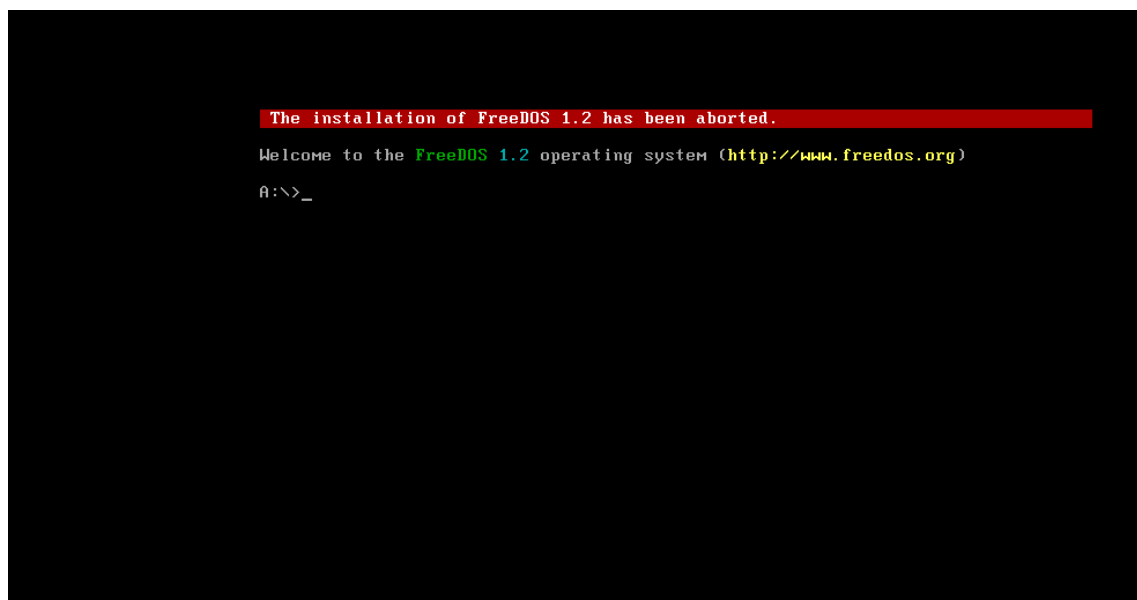 The installation of FreeDOS 1.2 has been aborted.
Welcome to the FreeDOS 1.2 operating system (http://www.freedos.org)
A:\>_